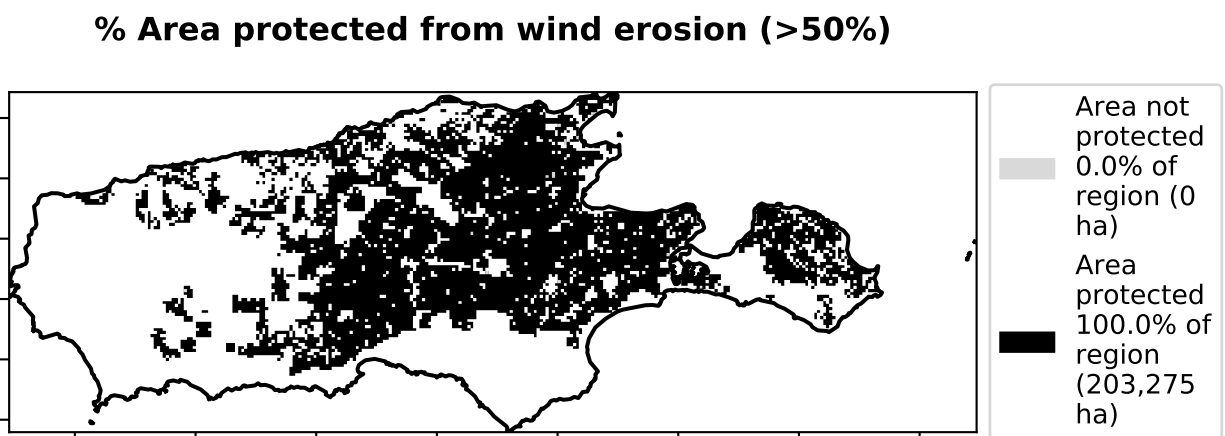 % Area protected from wind erosion (>50%)
Area not
protected
0.0% of
region (0
ha)
Area
protected
100.0% of
region
(203,275
ha)